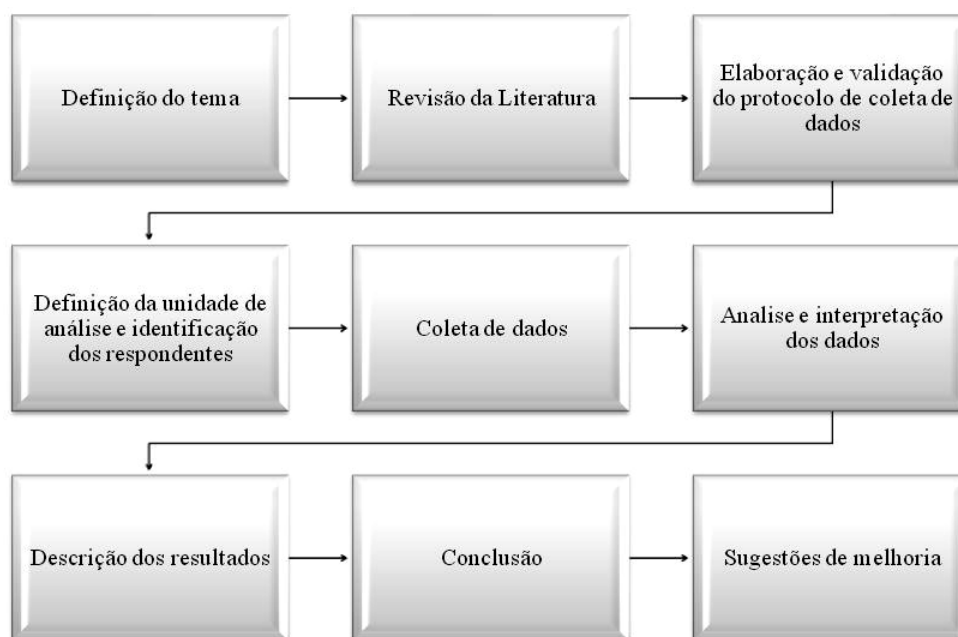 Definição do tema
Revisão da Literatura
Elaboração e validação
do protocolo de coleta de
dados
Definição da unidade de
análise e identificação
dos respondentes
Coleta de dados
Analise e interpretação
dos dados
Descrição dos resultados
Conclusão
Sugestões de melhoria